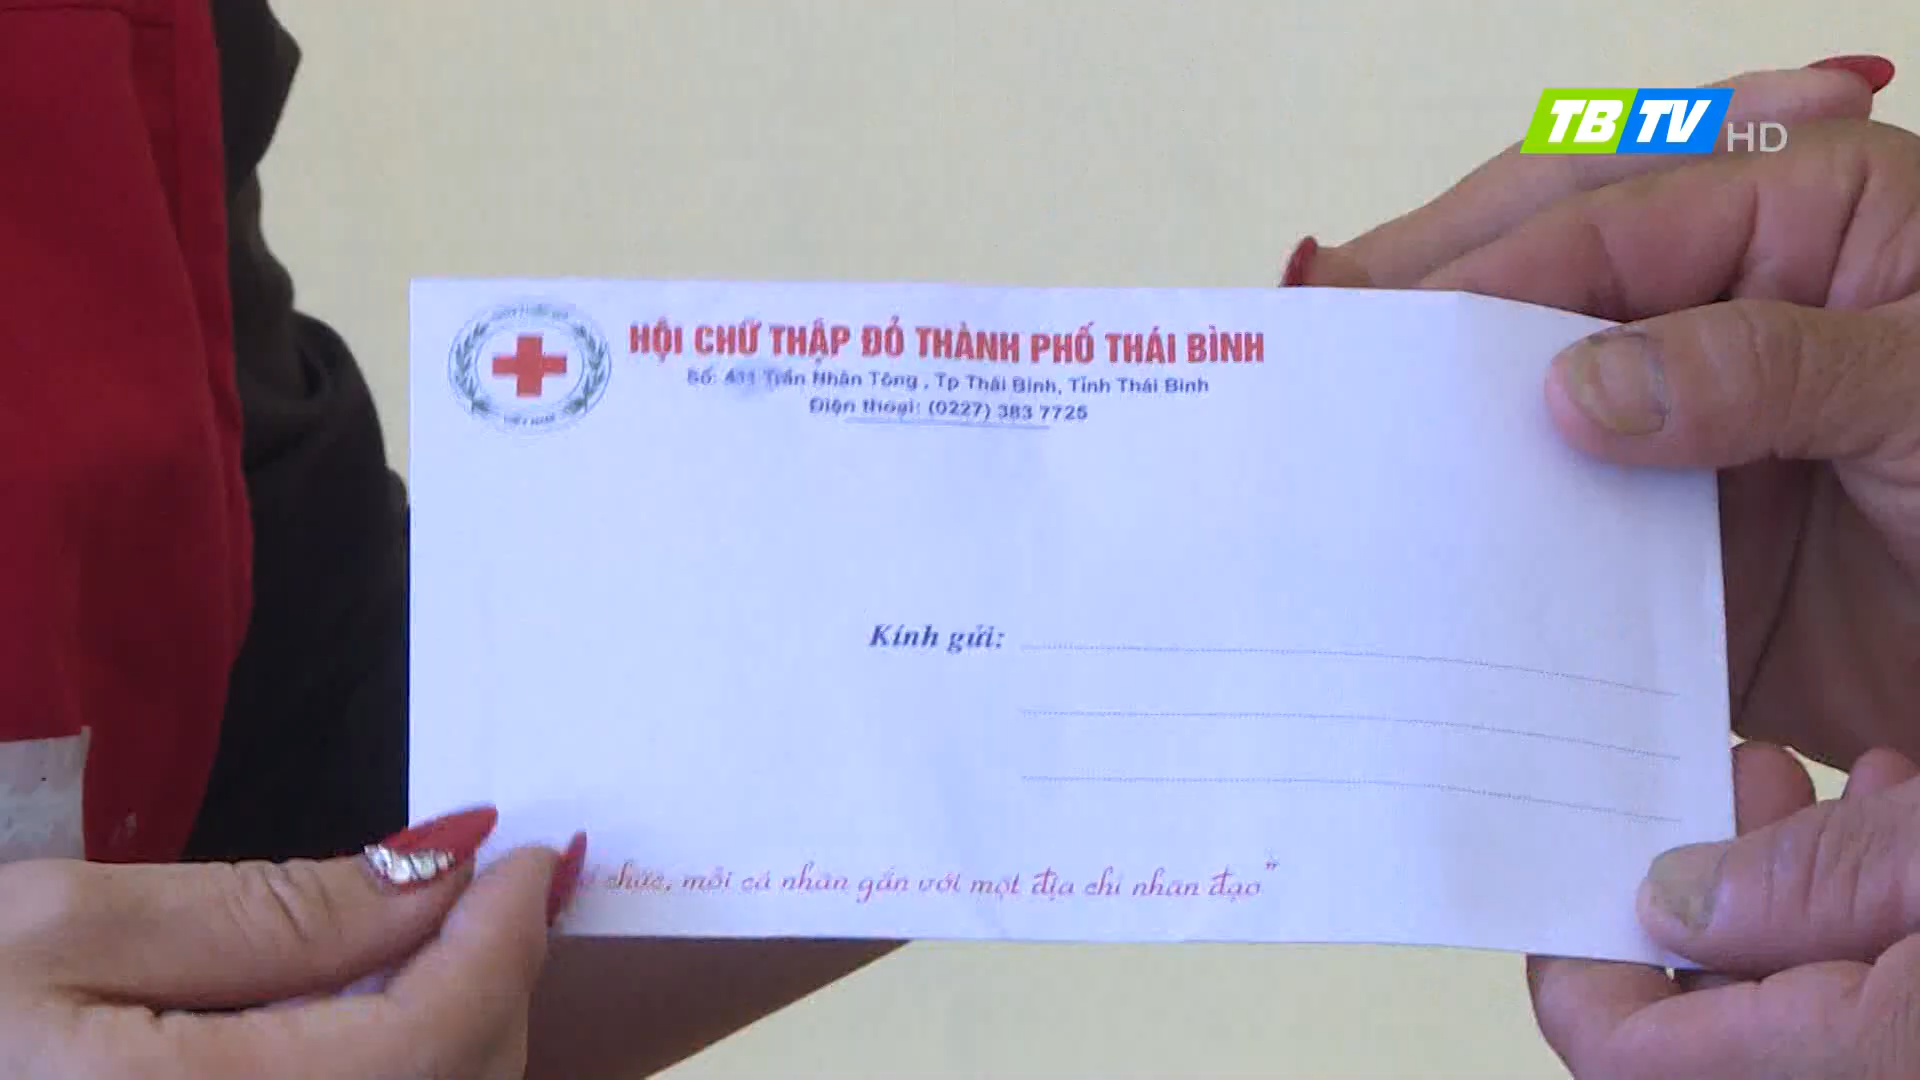 TBTV HD
HỘI CHỮ THẬP ĐỎ THÀNH PHỐ THÁI BÌNH
Số: 431 Trần Nhân Tông, Tp Thái Bình, Tỉnh Thái Bình
Điện thoại: (0227) 383 7725
Kính gửi:
chức, mỗi cá nhân gắn với một địa chỉ nhân đạo"